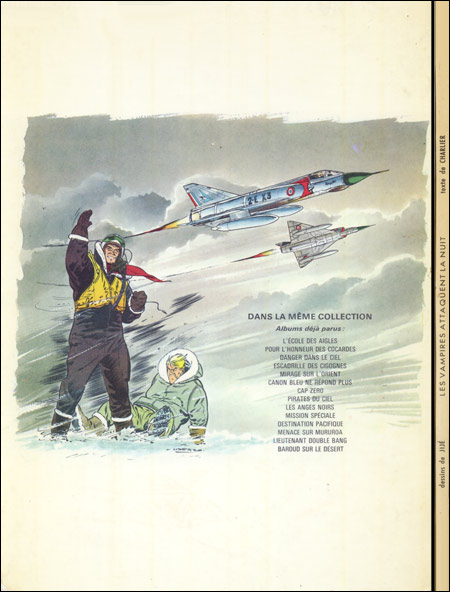 2-E X3
DANS LA MÊME COLLECTION
Albums déjà parus :
L'ÉCOLE DES AIGLES
POUR L'HONNEUR DES COCARDES
DANGER DANS LE CIEL
ESCADRILLE DES CIGOGNES
MIRAGE SUR L'ORIENT
CANON BLEU NE RÉPOND PLUS
CAP ZÉRO
PIRATES DU CIEL
LES ANGES NOIRS
MISSION SPÉCIALE
DESTINATION PACIFIQUE
MENACE SUR MURUROA
LIEUTENANT DOUBLE BANG
BAROUD SUR LE DÉSERT
dessins de JIJÉ
LES VAMPIRES ATTAQUENT LA NUIT
texte de CHARLIER